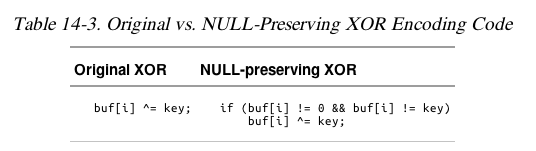 Table 14-3. Original vs. NULL-Preserving XOR Encoding Code
Original XOR NULL-preserving XOR
buf[i] ^= key; if (buf[i] != 0 && buf[i] != key)
buf[i] ^= key;